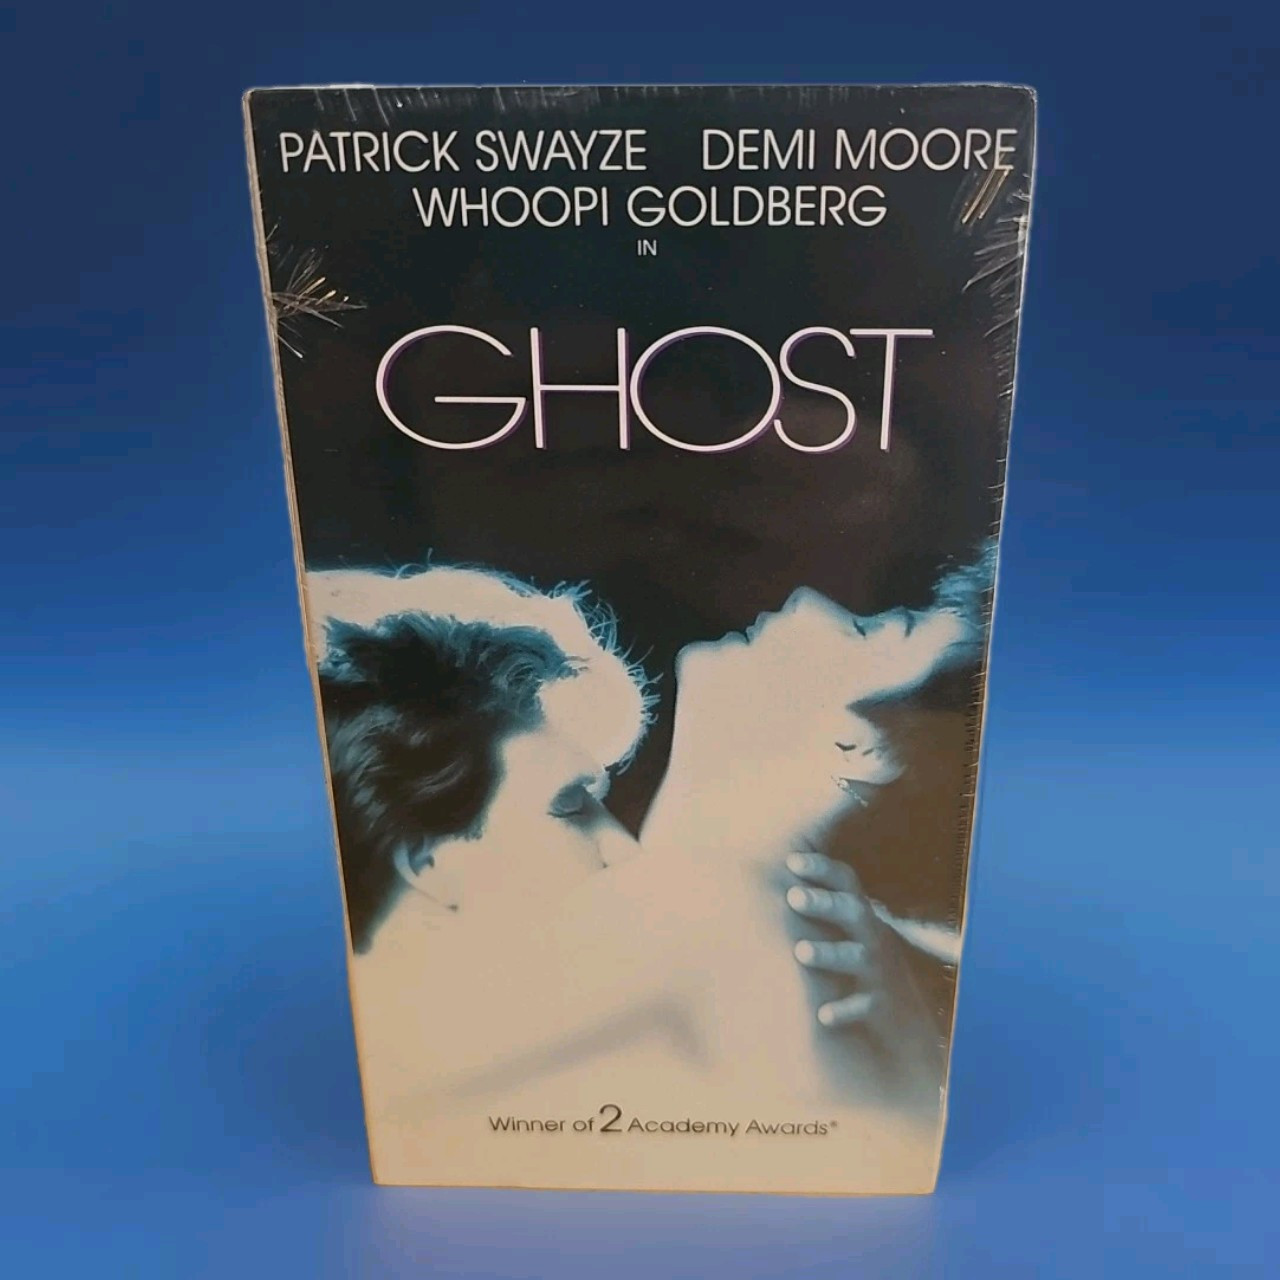 PATRICK SWAYZE DEMI MOORE
WHOOPI GOLDBERG
IN
GHOST
Winner of 2 Academy Awards®